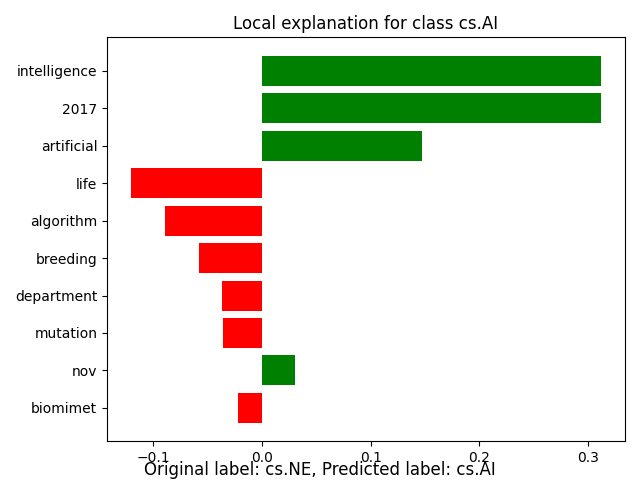 Local explanation for class cs.AI
intelligence
2017
artificial
life
algorithm
breeding
department
mutation
nov
biomimet
−0.1 0.0 0.1 0.2 0.3
Original label: cs.NE, Predicted label: cs.AI